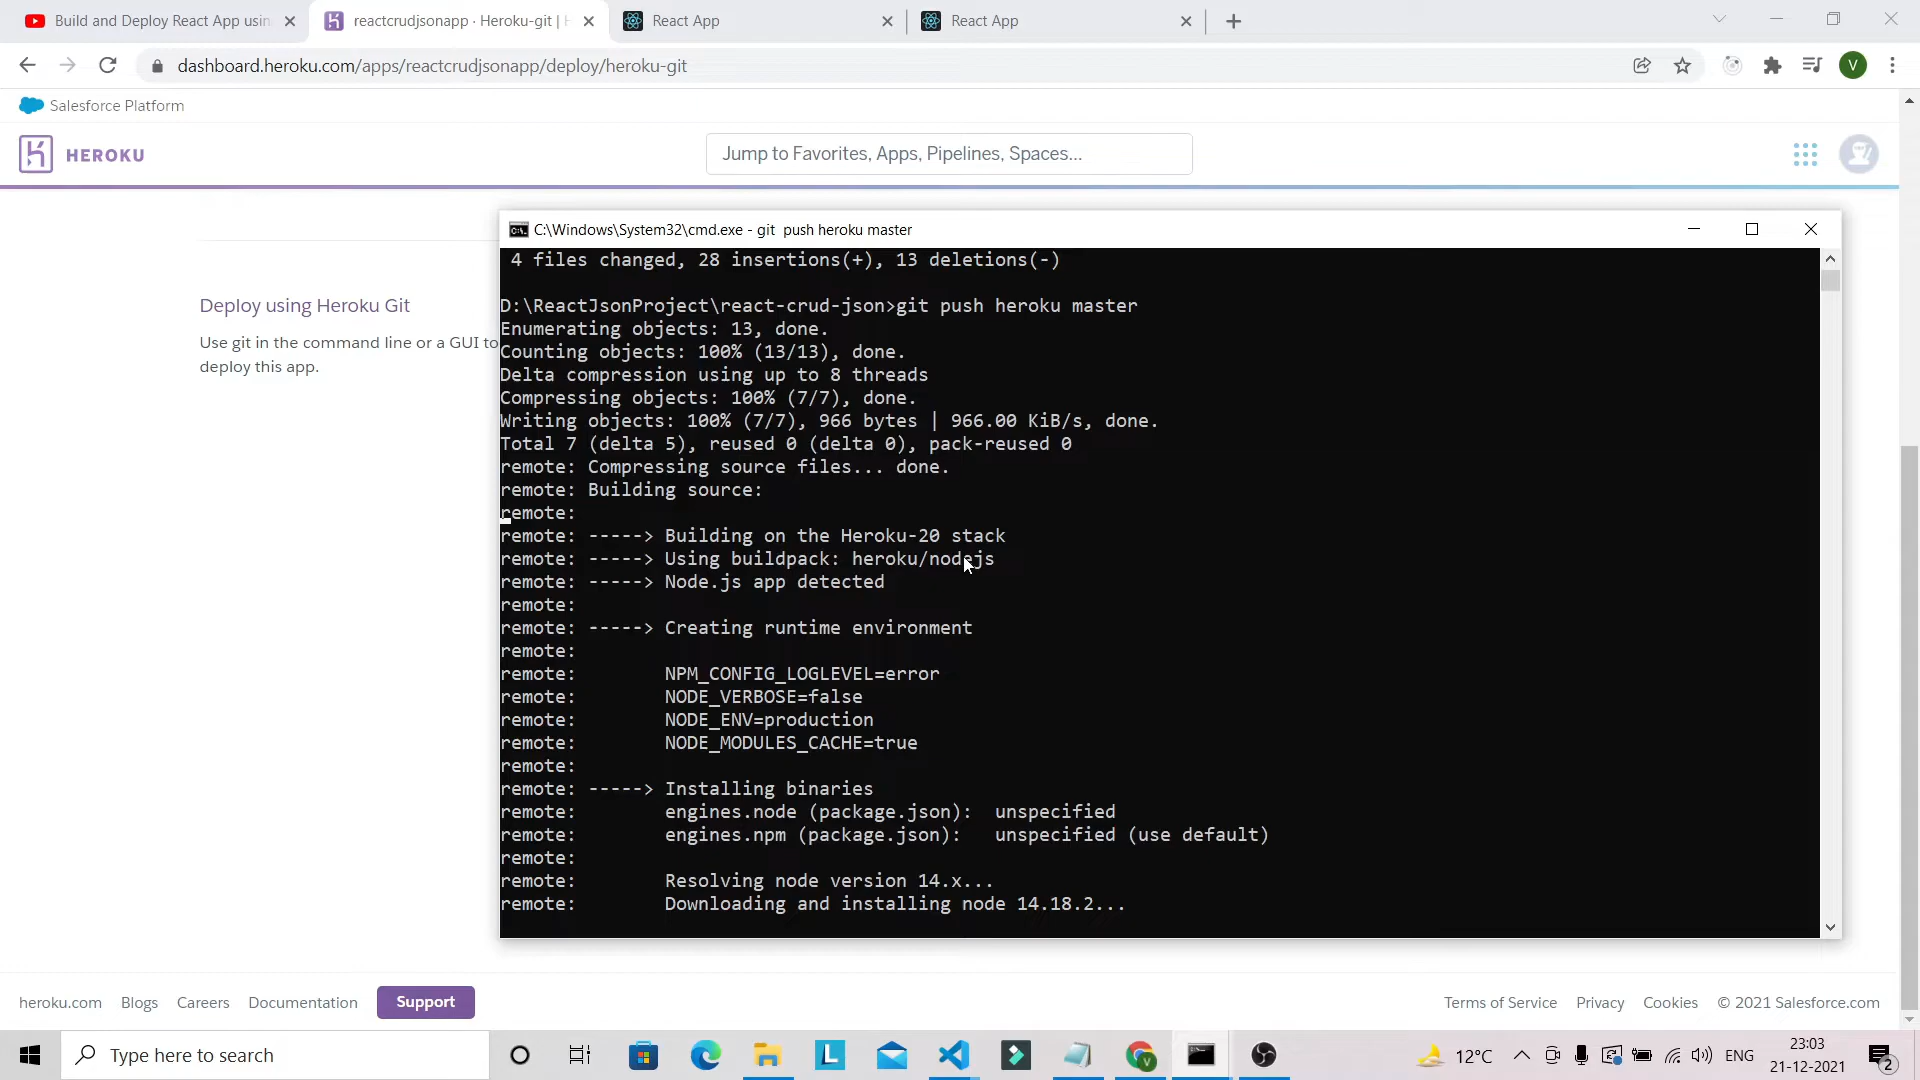 Build and Deploy React App usin
reactcrudjsonapp · Heroku-git | H
React App
React App
dashboard.heroku.com/apps/reactcrudjsonapp/deploy/heroku-git
V
Salesforce Platform
HEROKU
Jump to Favorites, Apps, Pipelines, Spaces...
C:\Windows\System32\cmd.exe - git  push heroku master
4 files changed, 28 insertions(+), 13 deletions(-)
Deploy using Heroku Git
Use git in the command line or a GUI to
deploy this app.
D:\ReactJsonProject\react-crud-json>git push heroku master
Enumerating objects: 13, done.
Counting objects: 100% (13/13), done.
Delta compression using up to 8 threads
Compressing objects: 100% (7/7), done.
Writing objects: 100% (7/7), 966 bytes | 966.00 KiB/s, done.
Total 7 (delta 5), reused 0 (delta 0), pack-reused 0
remote: Compressing source files... done.
remote: Building source:
remote:
remote: -----> Building on the Heroku-20 stack
remote: -----> Using buildpack: heroku/nodejs
remote: -----> Node.js app detected
remote:
remote: -----> Creating runtime environment
remote:
remote:        NPM_CONFIG_LOGLEVEL=error
remote:        NODE_VERBOSE=false
remote:        NODE_ENV=production
remote:        NODE_MODULES_CACHE=true
remote:
remote: -----> Installing binaries
remote:        engines.node (package.json):  unspecified
remote:        engines.npm (package.json):   unspecified (use default)
remote:
remote:        Resolving node version 14.x...
remote:        Downloading and installing node 14.18.2...
heroku.com Blogs Careers Documentation Support Terms of Service Privacy Cookies © 2021 Salesforce.com
Type here to search
L
V
12°C
ENG
23:03
21-12-2021
2